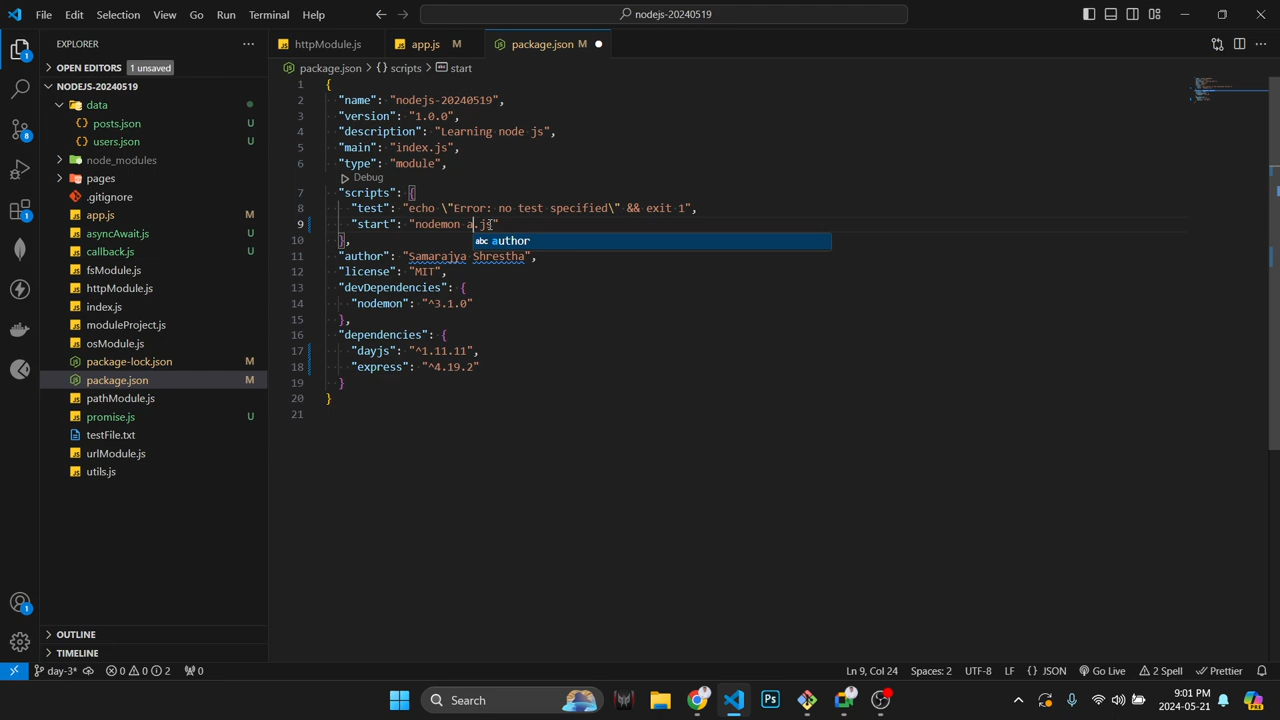 File Edit Selection View Go Run Terminal Help
nodejs-20240519
EXPLORER
OPEN EDITORS 1 unsaved
NODEJS-20240519
data
posts.json U
users.json U
node_modules
pages
.gitignore
app.js M
asyncAwait.js U
callback.js U
fsModule.js
httpModule.js
index.js
moduleProject.js
osModule.js
package-lock.json M
package.json M
pathModule.js
promise.js U
testFile.txt
urlModule.js
utils.js
OUTLINE
TIMELINE
1
8
2
1
httpModule.js app.js M package.json M
package.json > {} scripts > abc start
1 {
2 "name": "nodejs-20240519",
3 "version": "1.0.0",
4 "description": "Learning node js",
5 "main": "index.js",
6 "type": "module",
Debug
7 "scripts": {
8 "test": "echo \"Error: no test specified\" && exit 1",
9 "start": "nodemon a.js"
abc author
10 },
11 "author": "Samarajya Shrestha",
12 "license": "MIT",
13 "devDependencies": {
14 "nodemon": "^3.1.0"
15 },
16 "dependencies": {
17 "dayjs": "^1.11.11",
18 "express": "^4.19.2"
19 }
20 }
21
day-3* 0 0 2 0 Ln 9, Col 24 Spaces: 2 UTF-8 LF {} JSON Go Live 2 Spell Prettier
Search
Ps
9:01 PM
2024-05-21